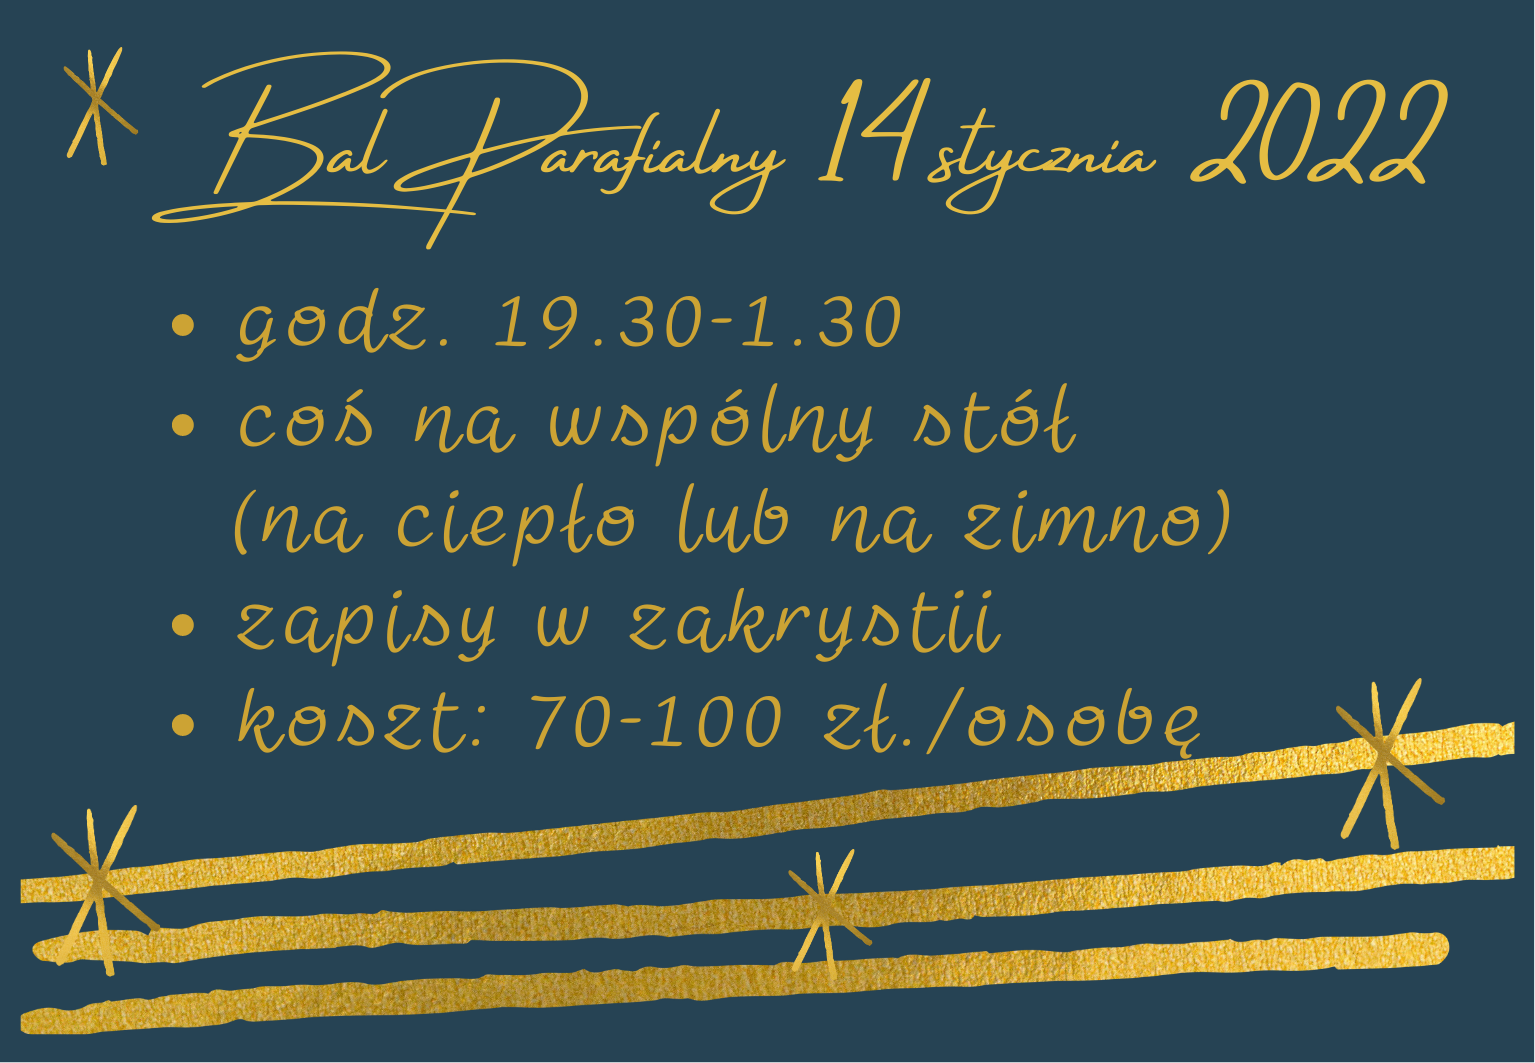 Bal Parafialny 14 stycznia 2022
• godz. 19.30-1.30
• coś na wspólny stół
(na ciepło lub na zimno)
• zapisy w zakrystii
• koszt: 70-100 zł./osobę